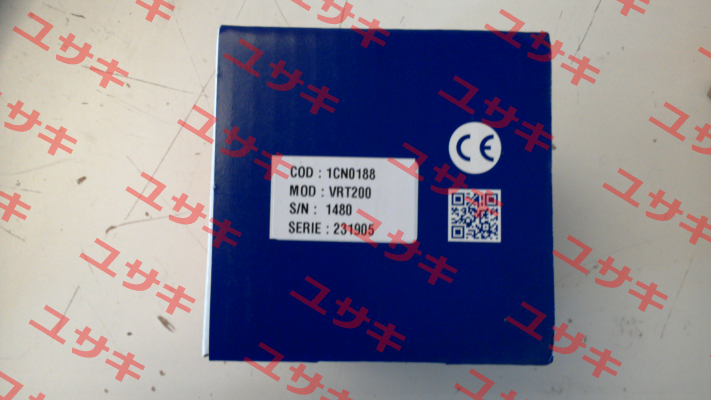 COD : 1CN0188
MOD : VRT200
S/N : 1480
SERIE : 231905
CE
ユサキ